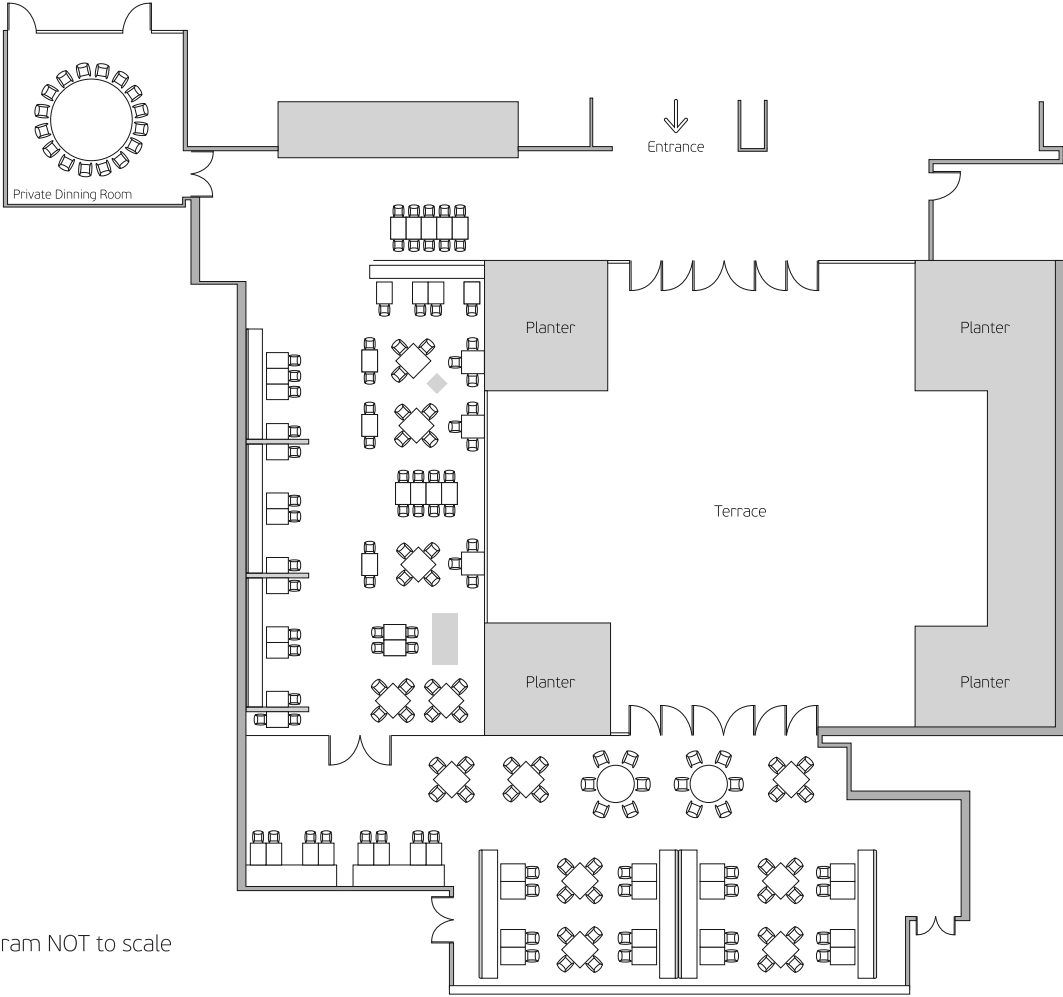 Entrance
Private Dinning Room
Planter
Planter
Terrace
Planter
Planter
ram NOT to scale